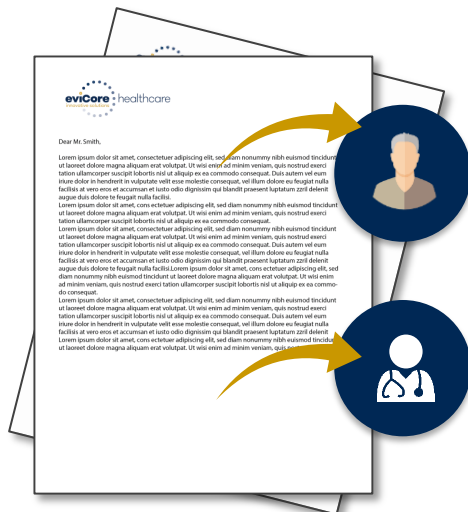 eviCore healthcare
innovative solutions
Dear Mr. Smith,
Lorem ipsum dolor sit amet, consectetuer adipiscing elit, sed diam nonummy nibh euismod tincidunt
ut laoreet dolore magna aliquam erat volutpat. Ut wisi enim ad minim veniam, quis nostrud exerci
tation ullamcorper suscipit lobortis nisl ut aliquip ex ea commodo consequat. Duis autem vel eum
iriure dolor in hendrerit in vulputate velit esse molestie consequat, vel illum dolore eu feugiat nulla
facilisis at vero eros et accumsan et iusto odio dignissim qui blandit praesent luptatum zzril delenit
augue duis dolore te feugait nulla facilisi.
Lorem ipsum dolor sit amet, cons ectetuer adipiscing elit, sed diam nonummy nibh euismod tincidunt
ut laoreet dolore magna aliquam erat volutpat. Ut wisi enim ad minim veniam, quis nostrud exerci
tation ullamcorper suscipit lobortis nisl ut aliquip ex ea commodo consequat.
Lorem ipsum dolor sit amet, consectetuer adipiscing elit, sed diam nonummy nibh euismod tincidunt
ut laoreet dolore magna aliquam erat volutpat. Ut wisi enim ad minim veniam, quis nostrud exerci
tation ullamcorper suscipit lobortis nisl ut aliquip ex ea commodo consequat. Duis autem vel eum
iriure dolor in hendrerit in vulputate velit esse molestie consequat, vel illum dolore eu feugiat nulla
facilisis at vero eros et accumsan et iusto odio dignissim qui blandit praesent luptatum zzril delenit
augue duis dolore te feugait nulla facilisi.Lorem ipsum dolor sit amet, cons ectetuer adipiscing elit, sed
diam nonummy nibh euismod tincidunt ut laoreet dolore magna aliquam erat volutpat. Ut wisi enim
ad minim veniam, quis nostrud exerci tation ullamcorper suscipit lobortis nisl ut aliquip ex ea commo-
do consequat.
Lorem ipsum dolor sit amet, consectetuer adipiscing elit, sed diam nonummy nibh euismod tincidunt
ut laoreet dolore magna aliquam erat volutpat. Ut wisi enim ad minim veniam, quis nostrud exerci
tation ullamcorper suscipit lobortis nisl ut aliquip ex ea commodo consequat. Duis autem vel eum
iriure dolor in hendrerit in vulputate velit esse molestie consequat, vel illum dolore eu feugiat nulla
facilisis at vero eros et accumsan et iusto odio dignissim qui blandit praesent luptatum zzril delenit
Lorem ipsum dolor sit amet, cons ectetuer adipiscing elit, sed diam nonummy nibh euismod tincidunt
ut laoreet dolore magna aliquam erat volutpat. Ut wisi enim ad minim veniam, quis